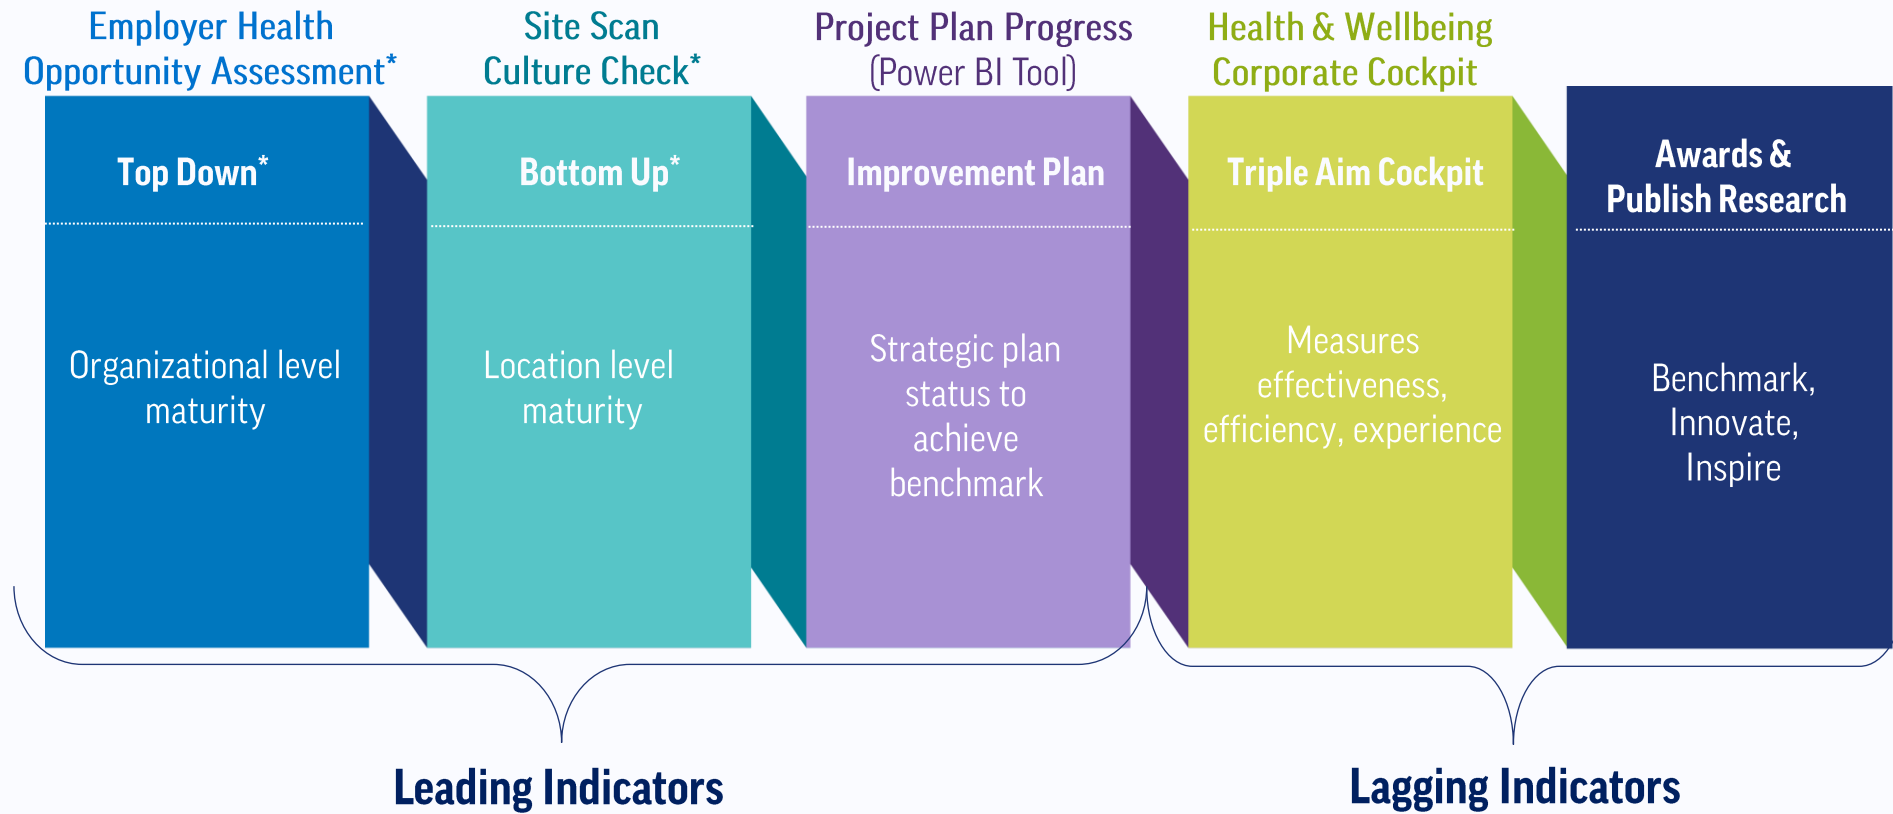 Employer Health
Opportunity Assessment*
Site Scan
Culture Check*
Project Plan Progress
(Power BI Tool)
Health & Wellbeing
Corporate Cockpit
Top Down*
Bottom Up*
Improvement Plan
Triple Aim Cockpit
Awards &
Publish Research
Organizational level
maturity
Location level
maturity
Strategic plan
status to
achieve
benchmark
Measures
effectiveness,
efficiency, experience
Benchmark,
Innovate,
Inspire
Leading Indicators
Lagging Indicators